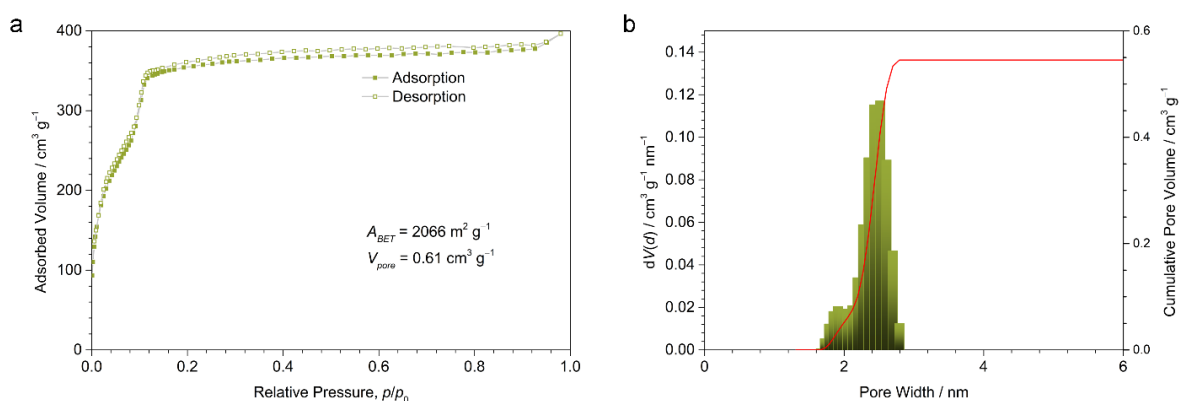 a
400
300
200
100
0
Adsorbed Volume / cm³ g⁻¹
Adsorption
Desorption
A_BET = 2066 m² g⁻¹
V_pore = 0.61 cm³ g⁻¹
0.0 0.2 0.4 0.6 0.8 1.0
Relative Pressure, p/p₀
b
0.14
0.12
0.10
0.08
0.06
0.04
0.02
0.00
dV(d) / cm³ g⁻¹ nm⁻¹
0.6
0.4
0.2
0.0
Cumulative Pore Volume / cm³ g⁻¹
0 2 4 6
Pore Width / nm